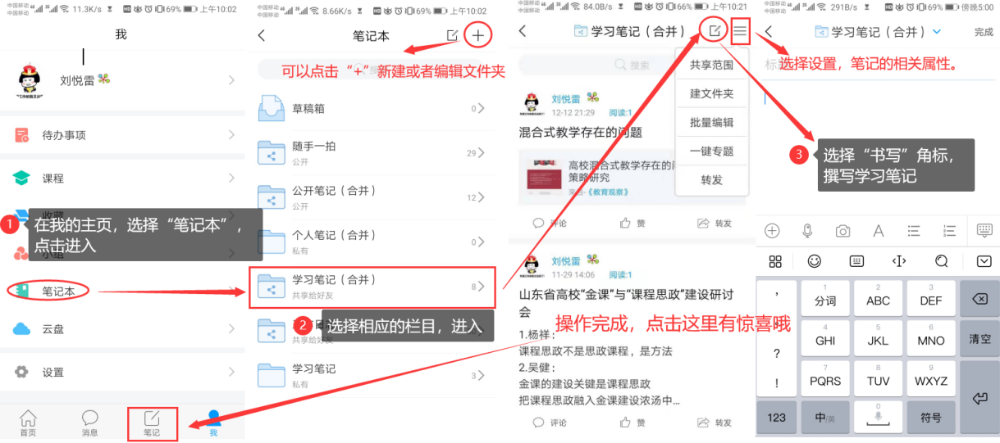 中国移动
中国移动
11.3K/s
69%
上午10:02
我
刘悦雷
待办事项
课程
收藏
1
在我的主页，选择“笔记本”，
点击进入
小组
笔记本
云盘
设置
首页
消息
笔记
我
中国移动
中国移动
8.66K/s
HD
69%
上午10:02
笔记本
可以点击“+”新建或者编辑文件夹
草稿箱
0
随手一拍
公开
29
公开笔记（合并）
公开
12
个人笔记（合并）
私有
0
学习笔记（合并）
共享给好友
8
2
选择相应的栏目，进入
共享给好友
学习笔记
私有
3
中国移动
中国移动
84.0B/s
HD
66%
上午10:21
学习笔记（合并）
搜索
共享范围
建文件夹
批量编辑
一键专题
转发
刘悦雷
12-12 21:29
阅读:1
混合式教学存在的问题
高校混合式教学存在的
策略研究
来自·《教育观察》
评论
赞
转发
刘悦雷
11-29 14:06
阅读:1
山东省高校“金课”与“课程思政”建设研讨
会
操作完成，点击这里有惊喜哦
1.杨祥：
课程思政不是思政课程，是方法
2.吴健：
金课的建设关键是课程思政
把课程思政融入金课建设浓汤中...
评论
赞
转发
中国移动
中国移动
291B/s
HD
69%
傍晚5:00
学习笔记（合并）
完成
选择设置，笔记的相关属性。
3
选择“书写”角标，
撰写学习笔记
A
，
1
分词
2
ABC
3
DEF
4
GHI
5
JKL
6
MNO
清空
?
!
7
PQRS
8
TUV
9
WXYZ
123
中/英
0
符号